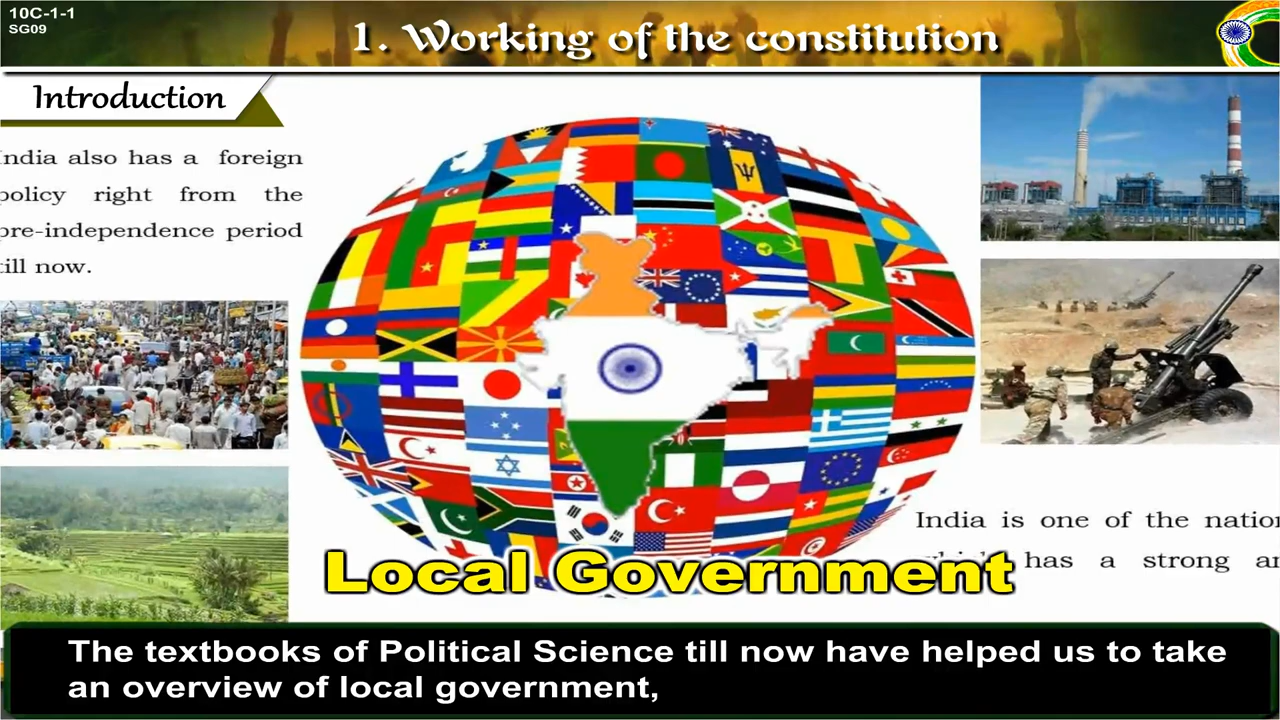 10C-1-1
SG09
1. Working of the constitution
Introduction
India also has a foreign
policy right from the
pre-independence period
till now.
India is one of the nation
has a strong an
Local Government
The textbooks of Political Science till now have helped us to take
an overview of local government,